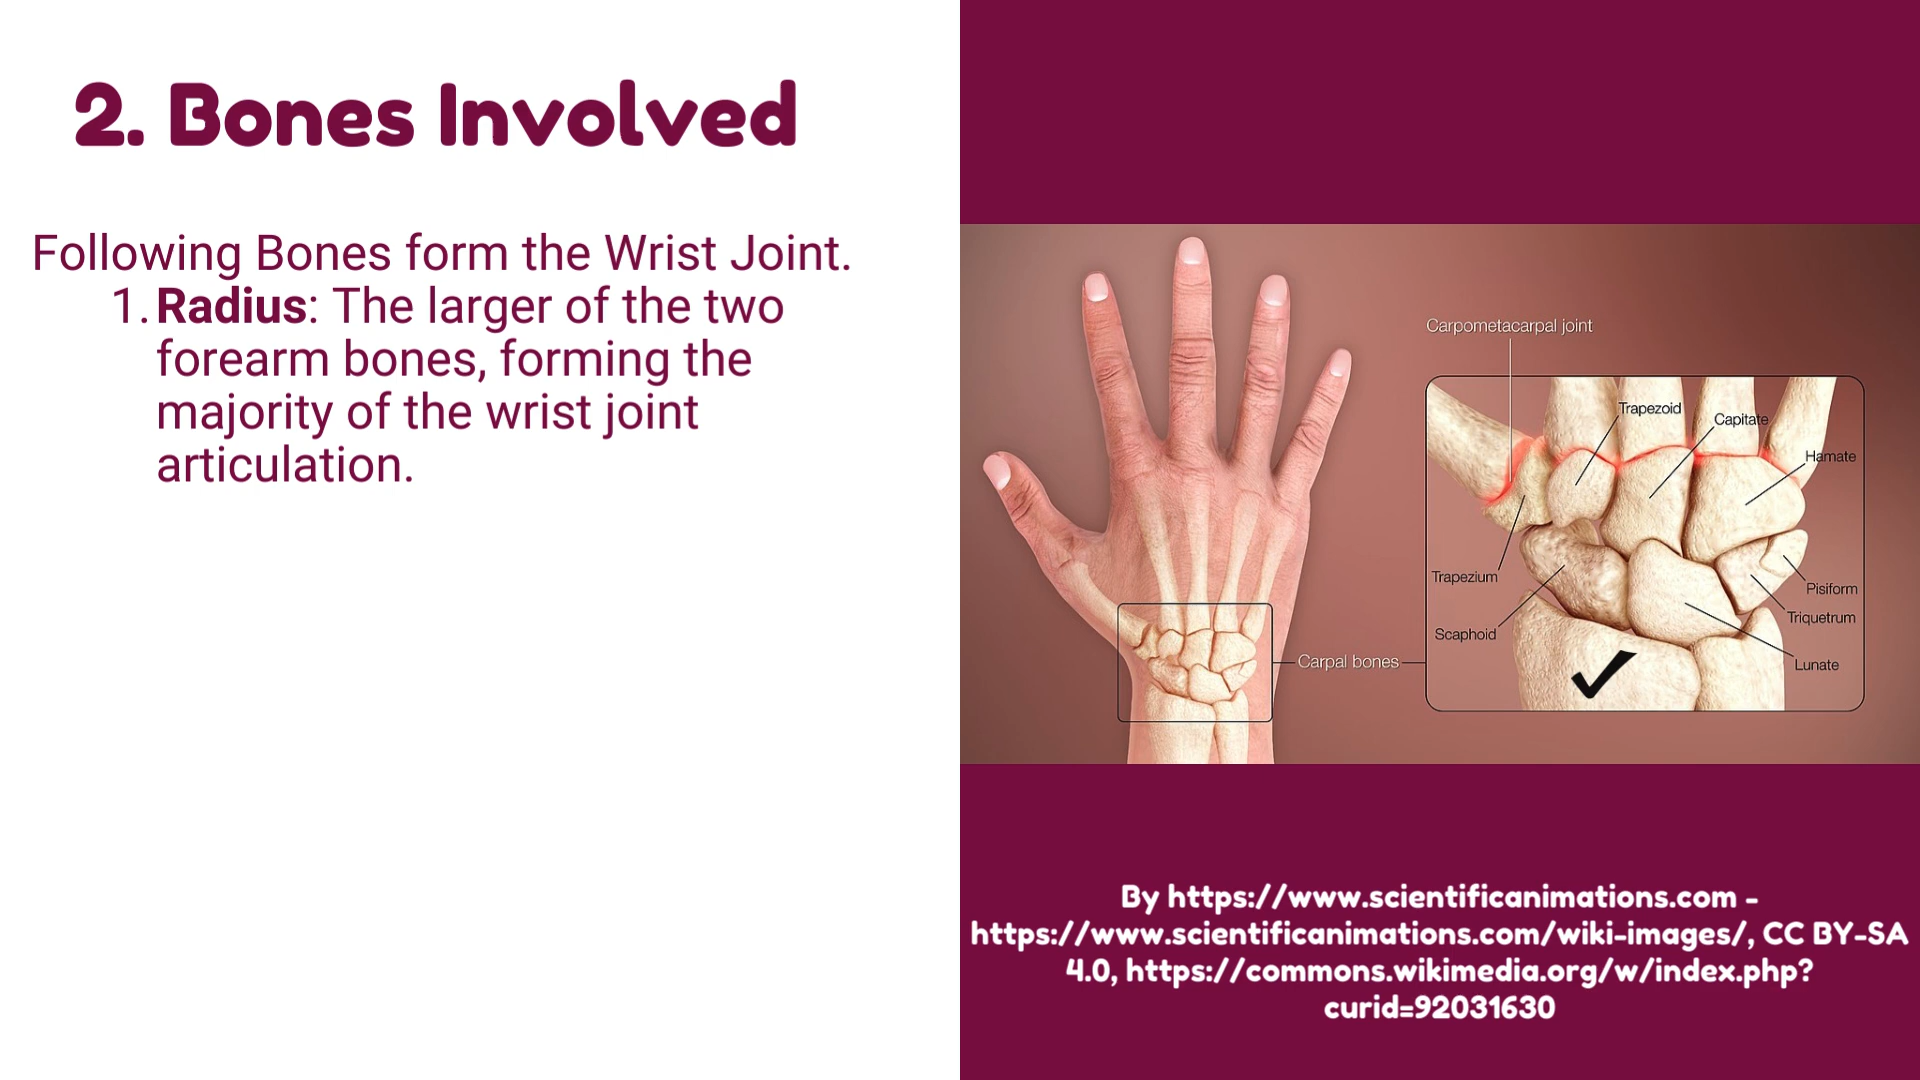 2. Bones Involved
Following Bones form the Wrist Joint.
1. Radius: The larger of the two
forearm bones, forming the
majority of the wrist joint
articulation.
Carpometacarpal joint
Trapezoid
Capitate
Hamate
Trapezium
Pisiform
Triquetrum
Scaphoid
Carpal bones
Lunate
By https://www.scientificanimations.com -
https://www.scientificanimations.com/wiki-images/, CC BY-SA
4.0, https://commons.wikimedia.org/w/index.php?
curid=92031630